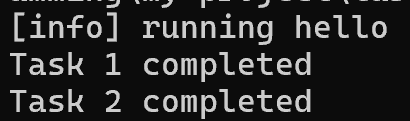 [info] running hello
Task 1 completed
Task 2 completed